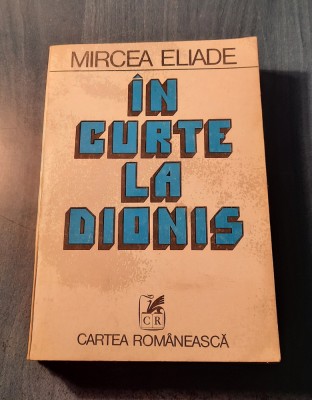 MIRCEA ELIADE
ÎN
CURTE
LA
DIONIS
CR
CARTEA ROMÂNEASCĂ